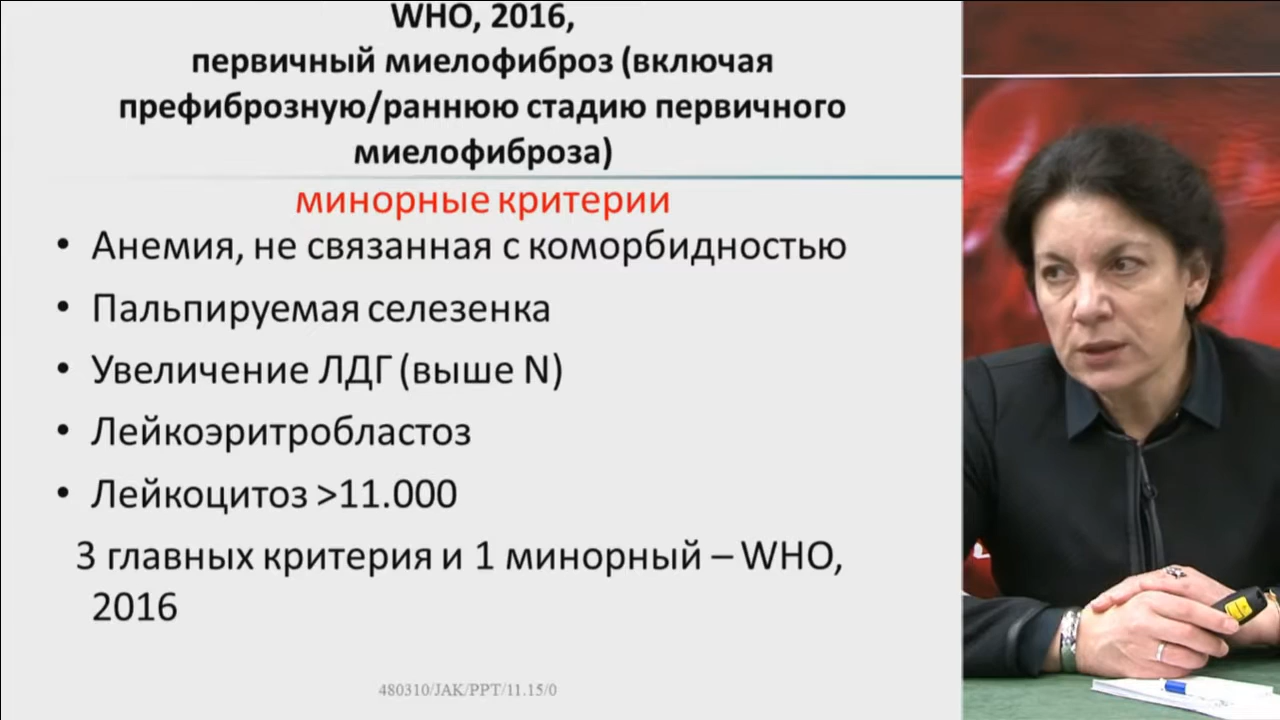 WHO, 2016,
первичный миелофиброз (включая
префиброзную/раннюю стадию первичного
миелофиброза)
минорные критерии
• Анемия, не связанная с коморбидностью
• Пальпируемая селезенка
• Увеличение ЛДГ (выше N)
• Лейкоэритробластоз
• Лейкоцитоз >11.000
3 главных критерия и 1 минорный – WHO,
2016
480310/JAK/PPT/11.15/0